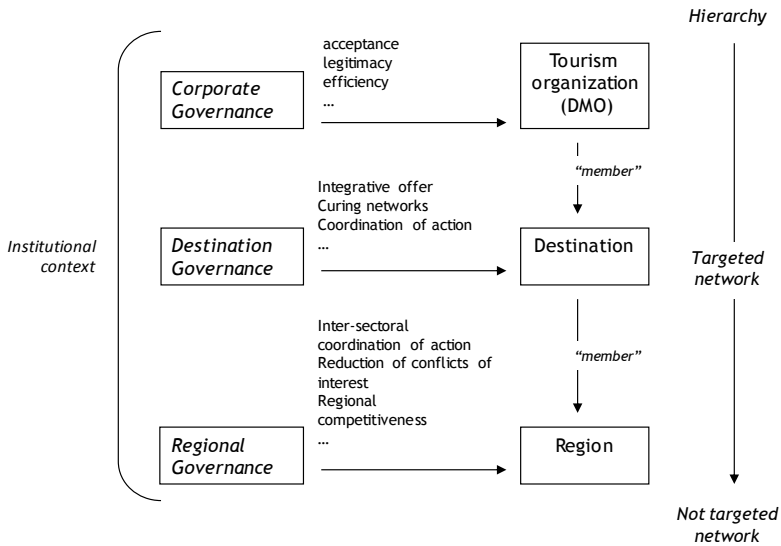 Hierarchy
acceptance
legitimacy
efficiency
...
Corporate
Governance
Tourism
organization
(DMO)
“member”
Integrative offer
Curing networks
Coordination of action
...
Institutional
context
Destination
Governance
Destination
Targeted
network
Inter-sectoral
coordination of action
Reduction of conflicts of
interest
Regional
competitiveness
...
“member”
Regional
Governance
Region
Not targeted
network